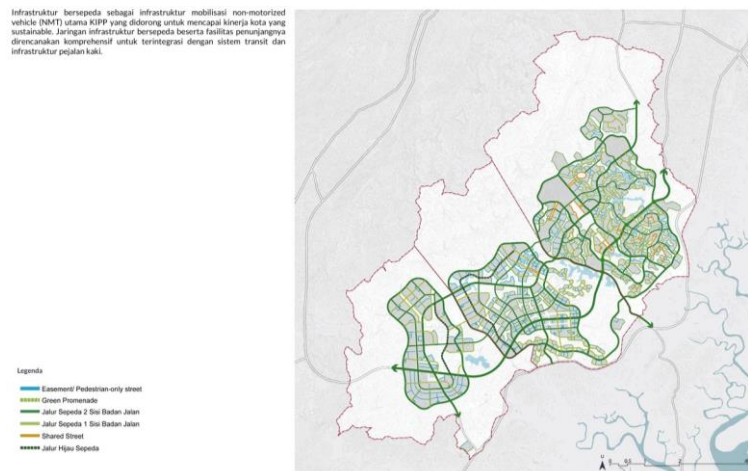 Infrastruktur bersepeda sebagai infrastruktur mobilisasi non-motorized
vehicle (NMT) utama KIPP yang didorong untuk mencapai kinerja kota yang
sustainable. Jaringan infrastruktur bersepeda beserta fasilitas penunjangnya
direncanakan komprehensif untuk terintegrasi dengan sistem transit dan
infrastruktur pejalan kaki.
Legenda
Easement/ Pedestrian-only street
Green Promenade
Jalur Sepeda 2 Sisi Badan Jalan
Jalur Sepeda 1 Sisi Badan Jalan
Shared Street
Jalur Hijau Sepeda